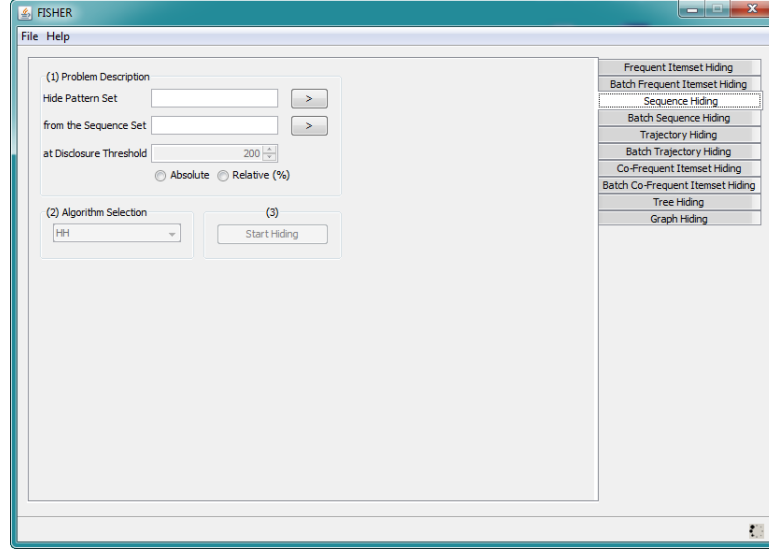 FISHER
File Help
(1) Problem Description
Hide Pattern Set >
from the Sequence Set >
at Disclosure Threshold 200
Absolute Relative (%)
(2) Algorithm Selection
HH
(3)
Start Hiding
Frequent Itemset Hiding
Batch Frequent Itemset Hiding
Sequence Hiding
Batch Sequence Hiding
Trajectory Hiding
Batch Trajectory Hiding
Co-Frequent Itemset Hiding
Batch Co-Frequent Itemset Hiding
Tree Hiding
Graph Hiding